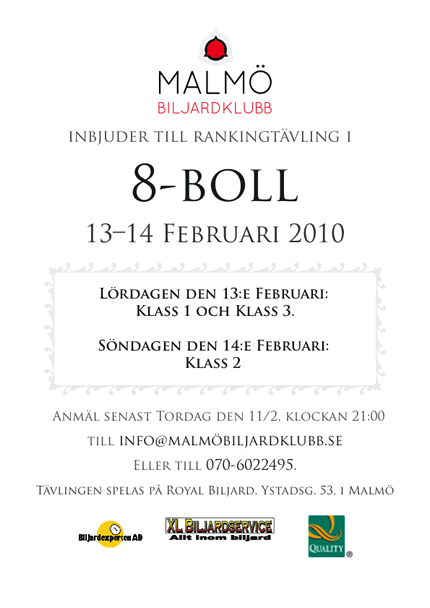 MALMÖ
BILJARDKLUBB
INBJUDER TILL RANKINGTÄVLING I
8-BOLL
13–14 FEBRUARI 2010
LÖRDAGEN DEN 13:E FEBRUARI:
KLASS 1 OCH KLASS 3.
SÖNDAGEN DEN 14:E FEBRUARI:
KLASS 2
ANMÄL SENAST TORDAG DEN 11/2, KLOCKAN 21:00
TILL INFO@MALMÖBILJARDKLUBB.SE
ELLER TILL 070-6022495.
TÄVLINGEN SPELAS PÅ ROYAL BILJARD, YSTADSG. 53, I MALMÖ
Biljardexperten AB
XL BILJARDSERVICE
Allt inom biljard
QUALITY ®